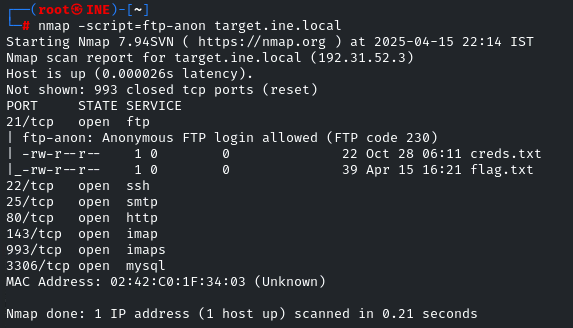 ┌──(root㉿INE)-[~]
└─# nmap -script=ftp-anon target.ine.local
Starting Nmap 7.94SVN ( https://nmap.org ) at 2025-04-15 22:14 IST
Nmap scan report for target.ine.local (192.31.52.3)
Host is up (0.000026s latency).
Not shown: 993 closed tcp ports (reset)
PORT     STATE SERVICE
21/tcp   open  ftp
| ftp-anon: Anonymous FTP login allowed (FTP code 230)
| -rw-r--r--    1 0        0              22 Oct 28 06:11 creds.txt
|_-rw-r--r--    1 0        0              39 Apr 15 16:21 flag.txt
22/tcp   open  ssh
25/tcp   open  smtp
80/tcp   open  http
143/tcp  open  imap
993/tcp  open  imaps
3306/tcp open  mysql
MAC Address: 02:42:C0:1F:34:03 (Unknown)
Nmap done: 1 IP address (1 host up) scanned in 0.21 seconds